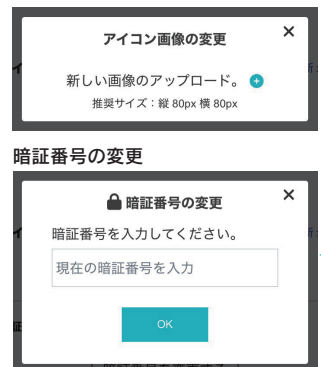 アイコン画像の変更
新しい画像のアップロード。
推奨サイズ：縦 80px 横 80px
暗証番号の変更
暗証番号の変更
暗証番号を入力してください。
現在の暗証番号を入力
OK